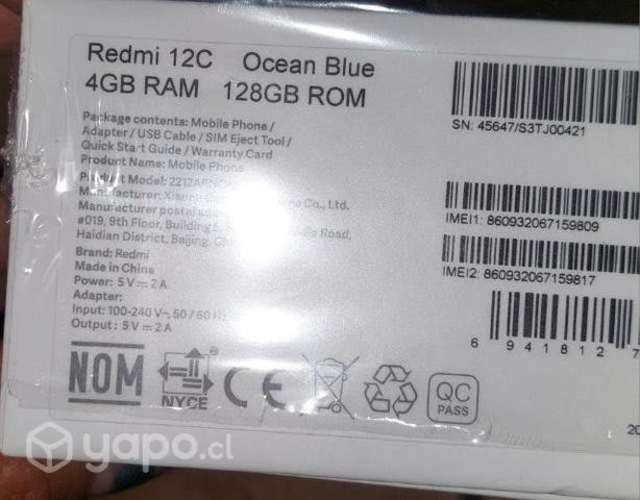 Redmi 12C Ocean Blue
4GB RAM 128GB ROM
Package contents: Mobile Phone /
Adapter / USB Cable / SIM Eject Tool /
Quick Start Guide / Warranty Card
Product Name: Mobile Phone
Product Model:
Manufacturer: Co., Ltd.
Manufacturer postal
#019, 9th Floor, Building Road,
Haidian District, Beijing,
Brand: Redmi
Made in China
Power: 5 V⎓2 A
Adapter:
Input: 100-240 V~, 50 / 60 Hz
Output : 5 V⎓2 A
NOM
NYCE
CE
QC
PASS
SN: 45647/S3TJ00421
IMEI1: 860932067159809
IMEI2: 860932067159817
6 941812 7
20
yapo.cl